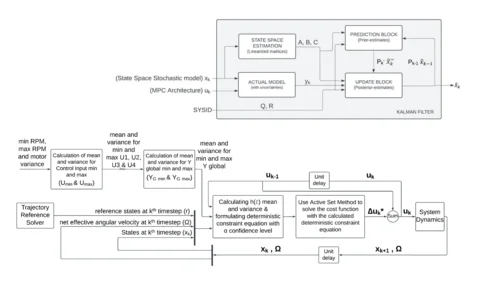 STATE SPACE
ESTIMATION
(Linearized matrices)
A, B, C
PREDICTION BLOCK
(Prior-estimates)
(State Space Stochastic model) xk
(MPC Architecture) uk
ACTUAL MODEL
(with uncertainties)
yk
UPDATE BLOCK
(Posterior-estimates)
SYSID
Q, R
KALMAN FILTER
min RPM,
max RPM
and motor
variance
Calculation of mean
and variance for
Control Input min
and max
(Umin & Umax)
mean and
variance for
min and
max U1, U2,
U3 & U4
Calculation of mean
and variance for Y
global min and max
(YG min & YG max)
mean and
variance for
min and max
Y global
uk-1
Unit
delay
uk
Trajectory
Reference
Solver
reference states at kth timestep (r)
net effective angular velocity at kth timestep (Ω)
States at kth timestep (xk)
Calculating h(r) mean
and variance &
formulating deterministic
constraint equation with
α confidence level
Use Active Set Method to
solve the cost function
with the calculated
deterministic constraint
equation
Δuk*
Sum
uk
System
Dynamics
xk , Ω
Unit
delay
xk+1 , Ω